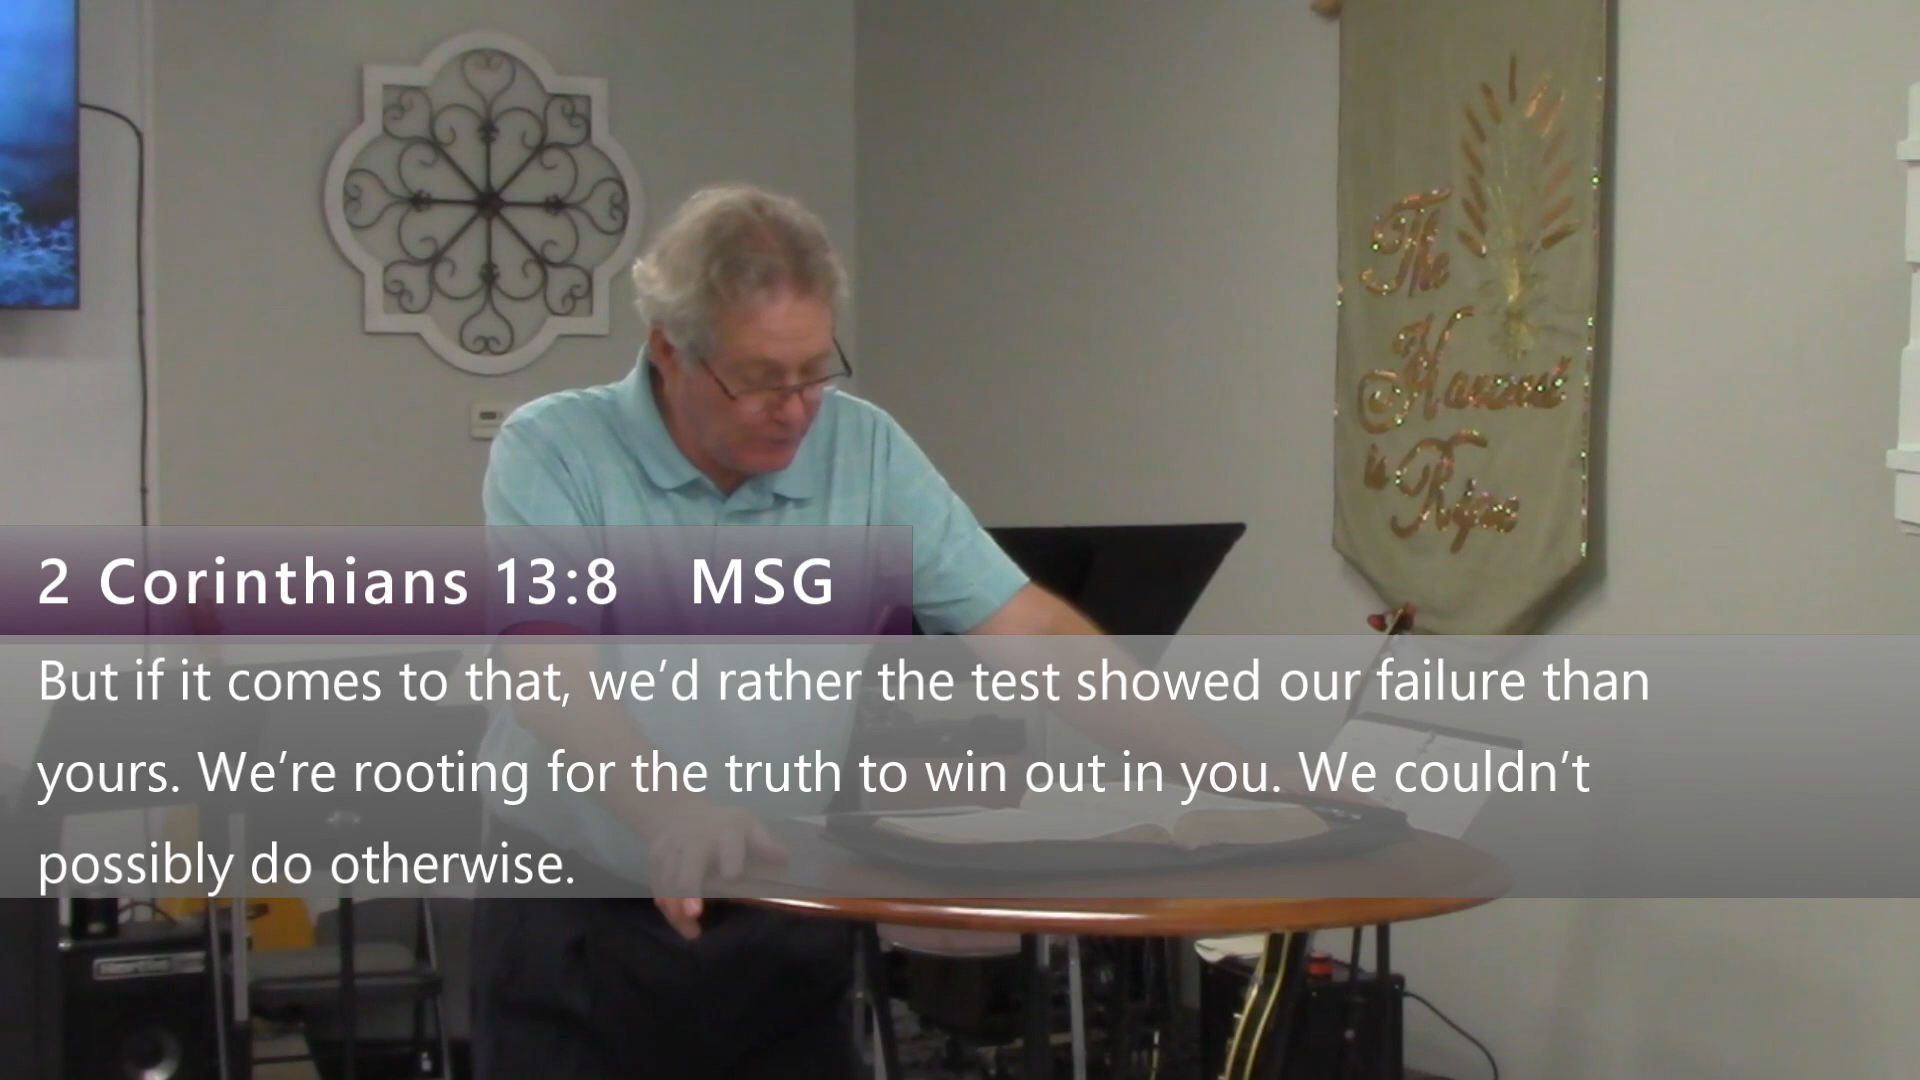 The
Harvest
is
Ripe
2 Corinthians 13:8 MSG
But if it comes to that, we’d rather the test showed our failure than
yours. We’re rooting for the truth to win out in you. We couldn’t
possibly do otherwise.
Hartke